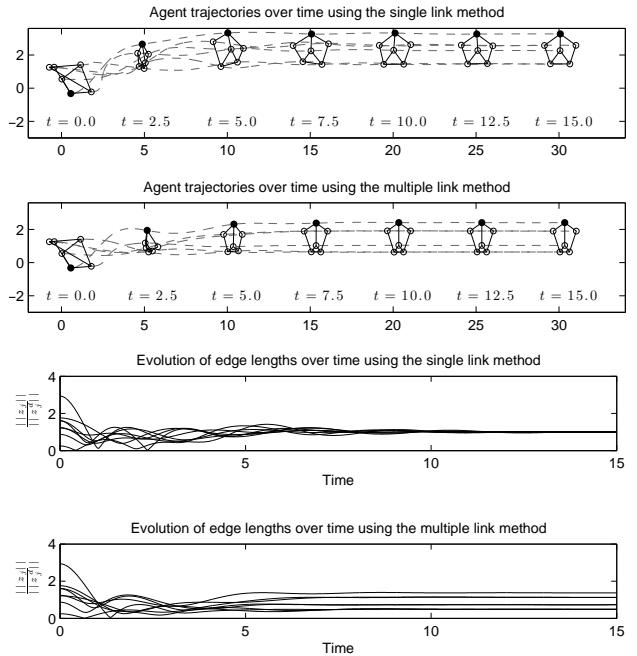 Agent trajectories over time using the single link method
2
0
−2
t = 0.0 t = 2.5 t = 5.0 t = 7.5 t = 10.0 t = 12.5 t = 15.0
0 5 10 15 20 25 30
Agent trajectories over time using the multiple link method
2
0
−2
t = 0.0 t = 2.5 t = 5.0 t = 7.5 t = 10.0 t = 12.5 t = 15.0
0 5 10 15 20 25 30
Evolution of edge lengths over time using the single link method
||z_j||
||z_j^d||
4
2
0
0 5 10 15
Time
Evolution of edge lengths over time using the multiple link method
||z_j||
||z_j^d||
4
2
0
0 5 10 15
Time